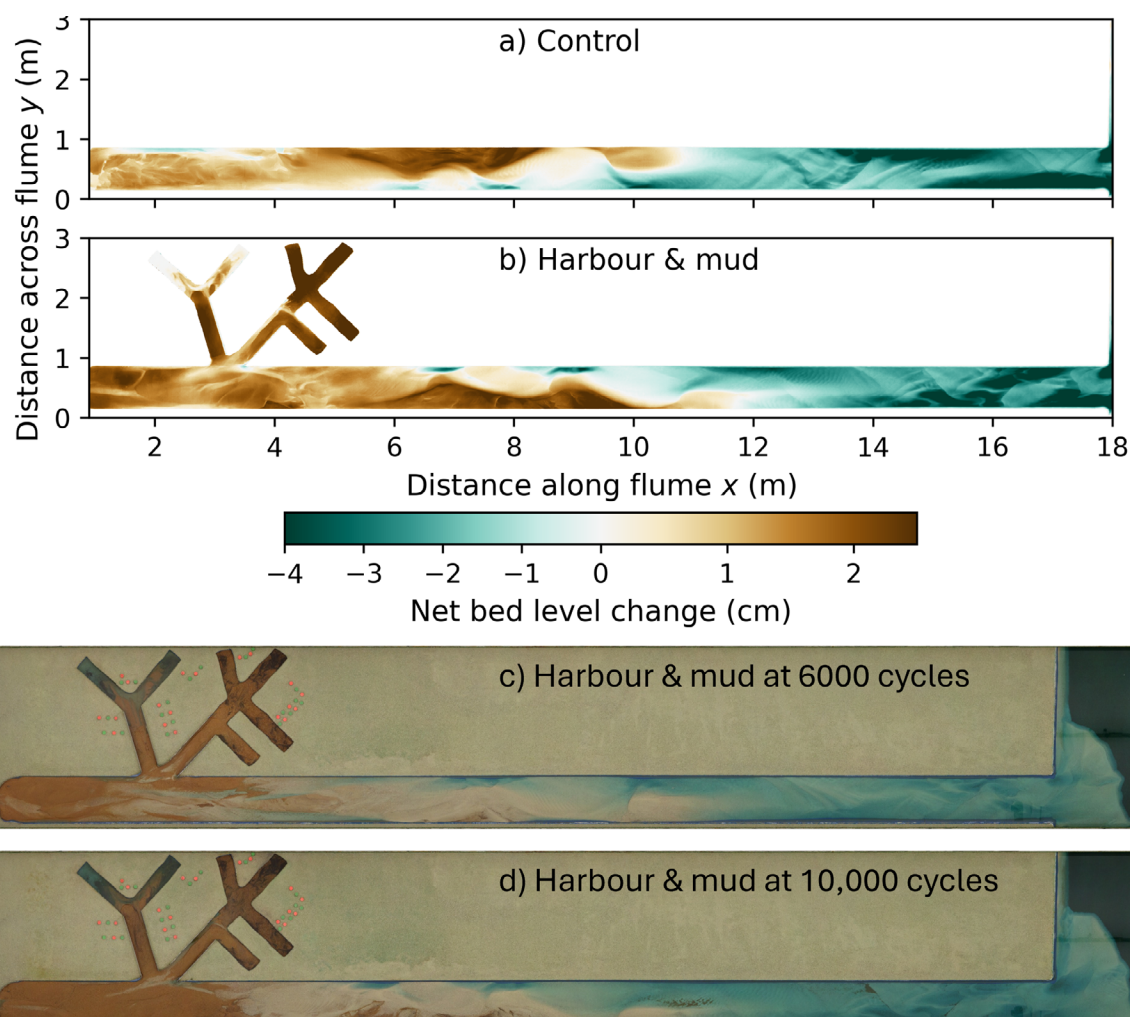 3
a) Control
2
1
0
3
b) Harbour & mud
2
1
0
Distance across flume y (m)
2 4 6 8 10 12 14 16 18
Distance along flume x (m)
−4 −3 −2 −1 0 1 2
Net bed level change (cm)
c) Harbour & mud at 6000 cycles
d) Harbour & mud at 10,000 cycles